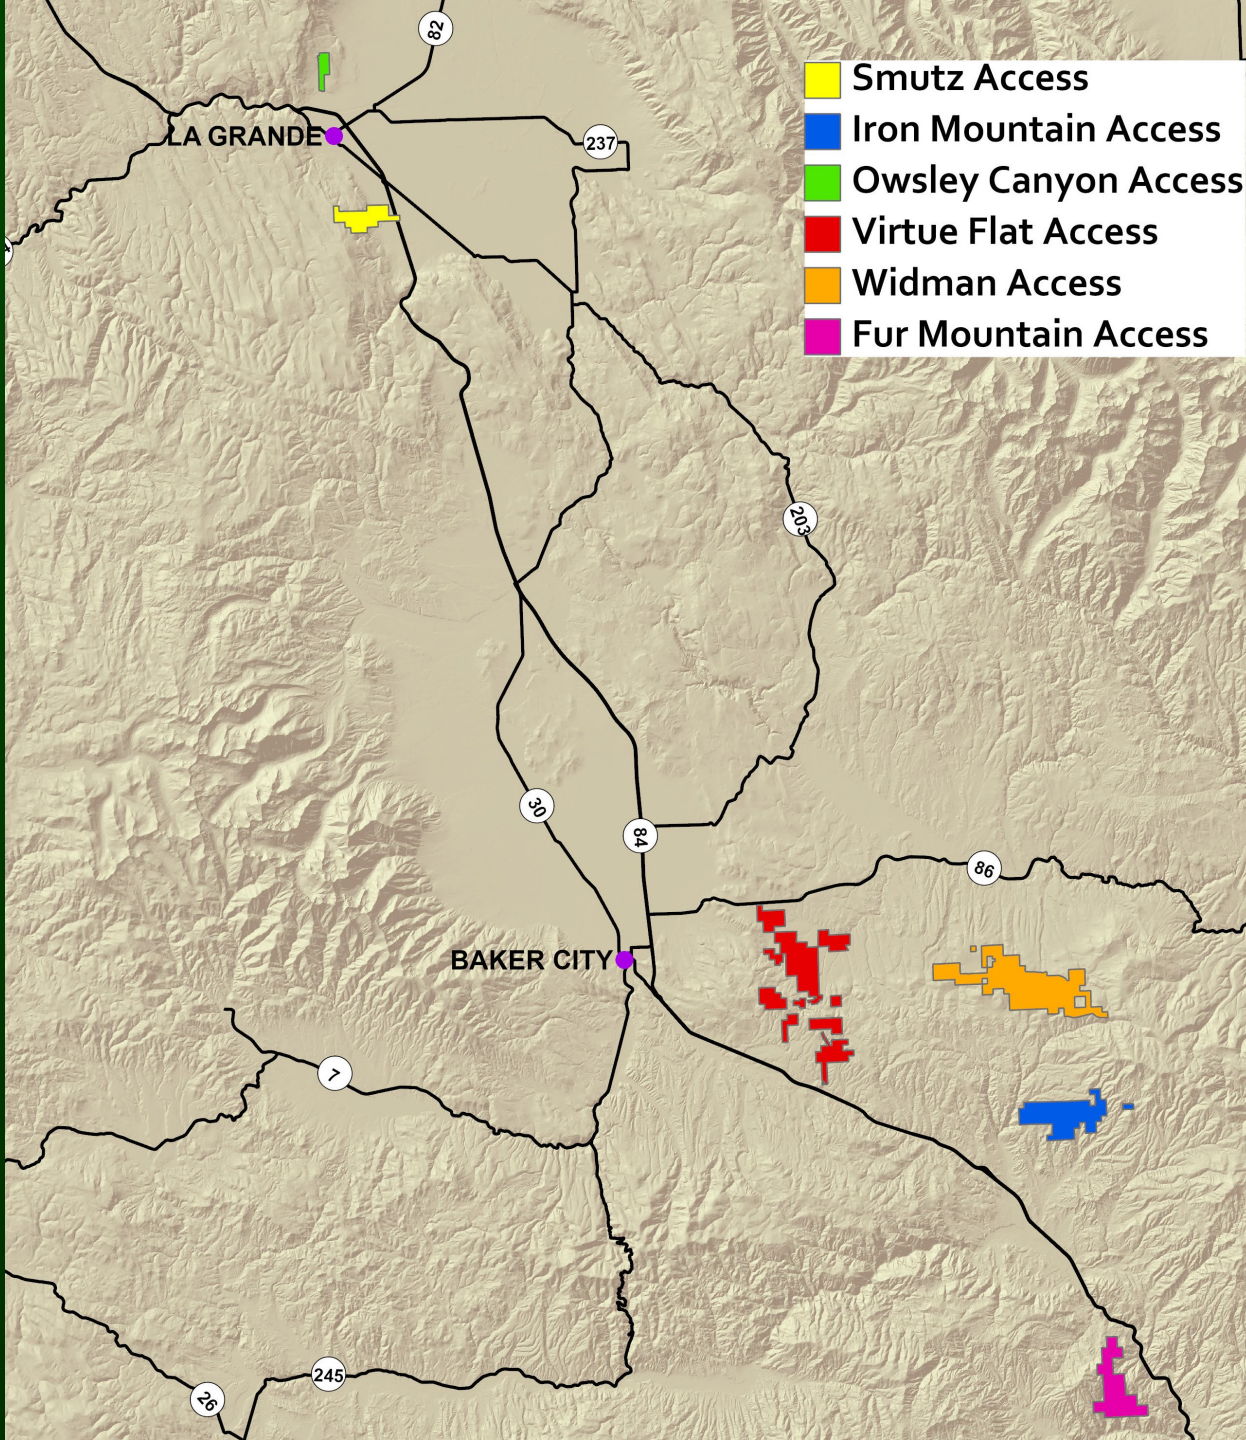 82
Smutz Access
Iron Mountain Access
LA GRANDE
237
Owsley Canyon Access
Virtue Flat Access
Widman Access
Fur Mountain Access
203
30
84
86
BAKER CITY
7
245
26